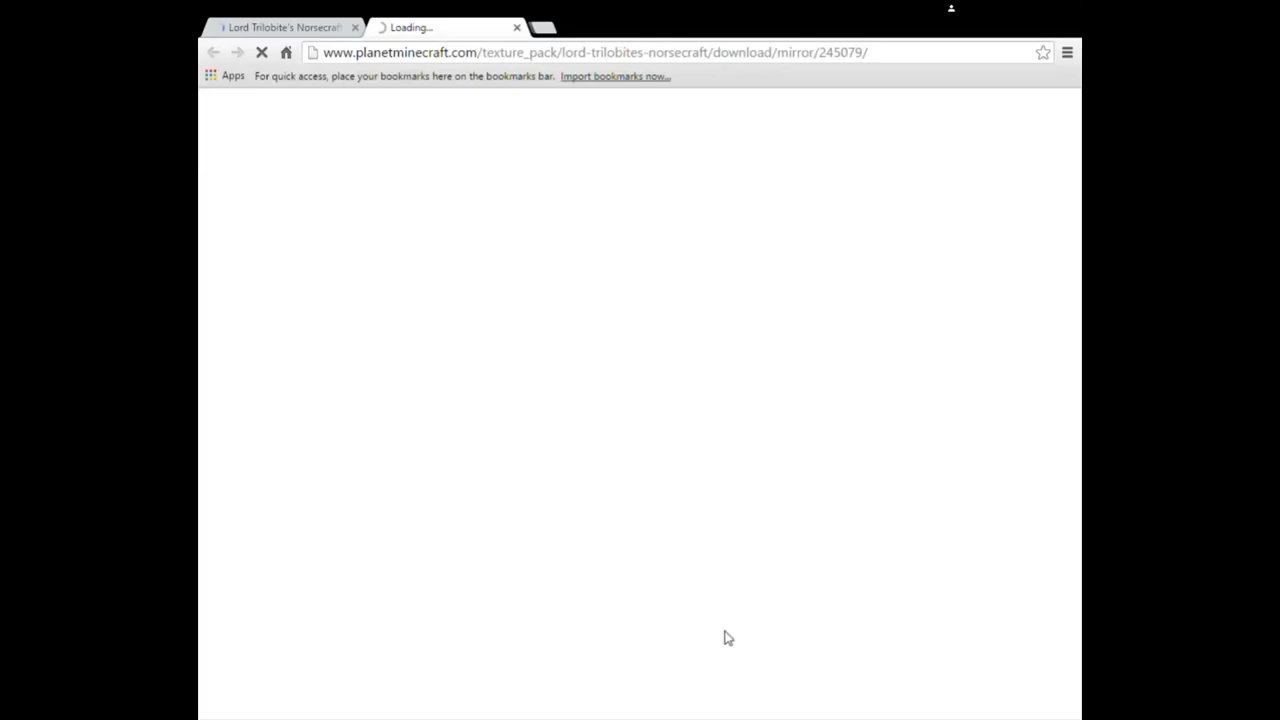 Lord Trilobite's Norsecraft
Loading...
www.planetminecraft.com/texture_pack/lord-trilobites-norsecraft/download/mirror/245079/
Apps For quick access, place your bookmarks here on the bookmarks bar. Import bookmarks now...